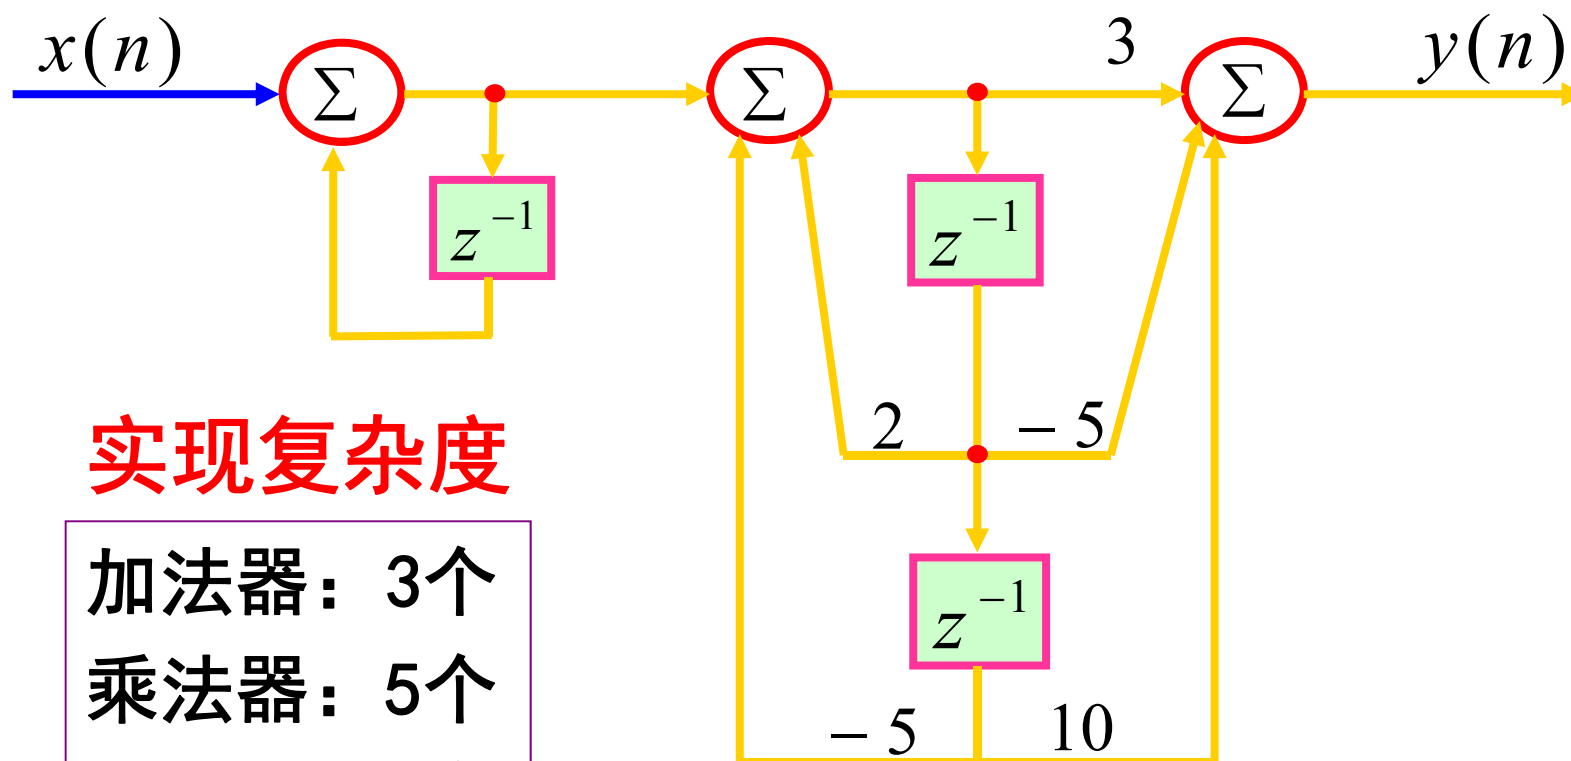 x(n) Σ Σ 3 Σ y(n)
z⁻¹ z⁻¹
2 – 5
实现复杂度
加法器：3个
z⁻¹
乘法器：5个
– 5 10